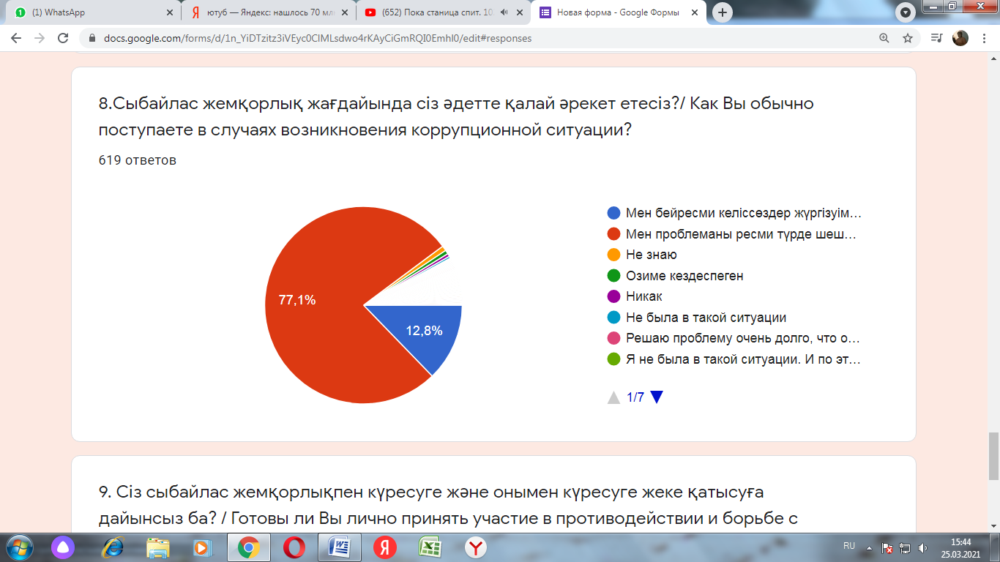 (1) WhatsApp
ютуб — Яндекс: нашлось 70 мл
(652) Пока станица спит. 10
Новая форма - Google Формы
docs.google.com/forms/d/1n_YiDTzitz3iVEyc0ClMLsdwo4rKAyCiGmRQI0Emhl0/edit#responses
8.Сыбайлас жемқорлық жағдайында сіз әдетте қалай әрекет етесіз?/ Как Вы обычно
поступаете в случаях возникновения коррупционной ситуации?
619 ответов
77,1%
12,8%
Мен бейресми келіссөздер жүргізуім...
Мен проблеманы ресми түрде шеш...
Не знаю
Озиме кездеспеген
Никак
Не была в такой ситуации
Решаю проблему очень долго, что о...
Я не была в такой ситуации. И по эт...
1/7
9. Сіз сыбайлас жемқорлықпен күресуге және онымен күресуге жеке қатысуға
дайынсыз ба? / Готовы ли Вы лично принять участие в противодействии и борьбе с
RU
15:44
25.03.2021